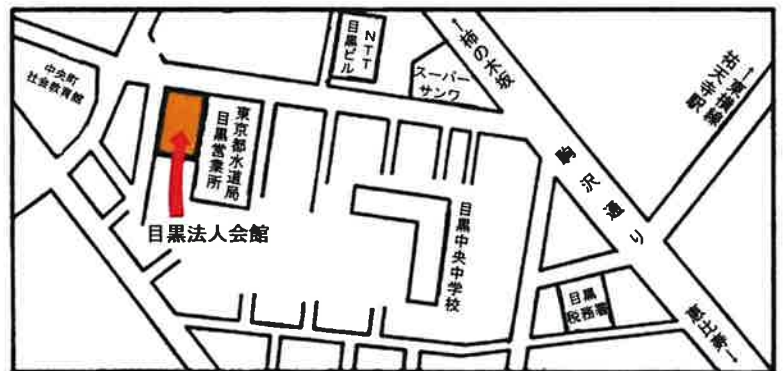 中央町
社会教育館
東京都水道局
目黒営業所
目黒法人会館
NTT
目黒ビル
スーパー
サンワ
←柿の木坂
←東横線
祐天寺駅
駒沢通り
目黒中央中学校
目黒
税務署
恵比寿→